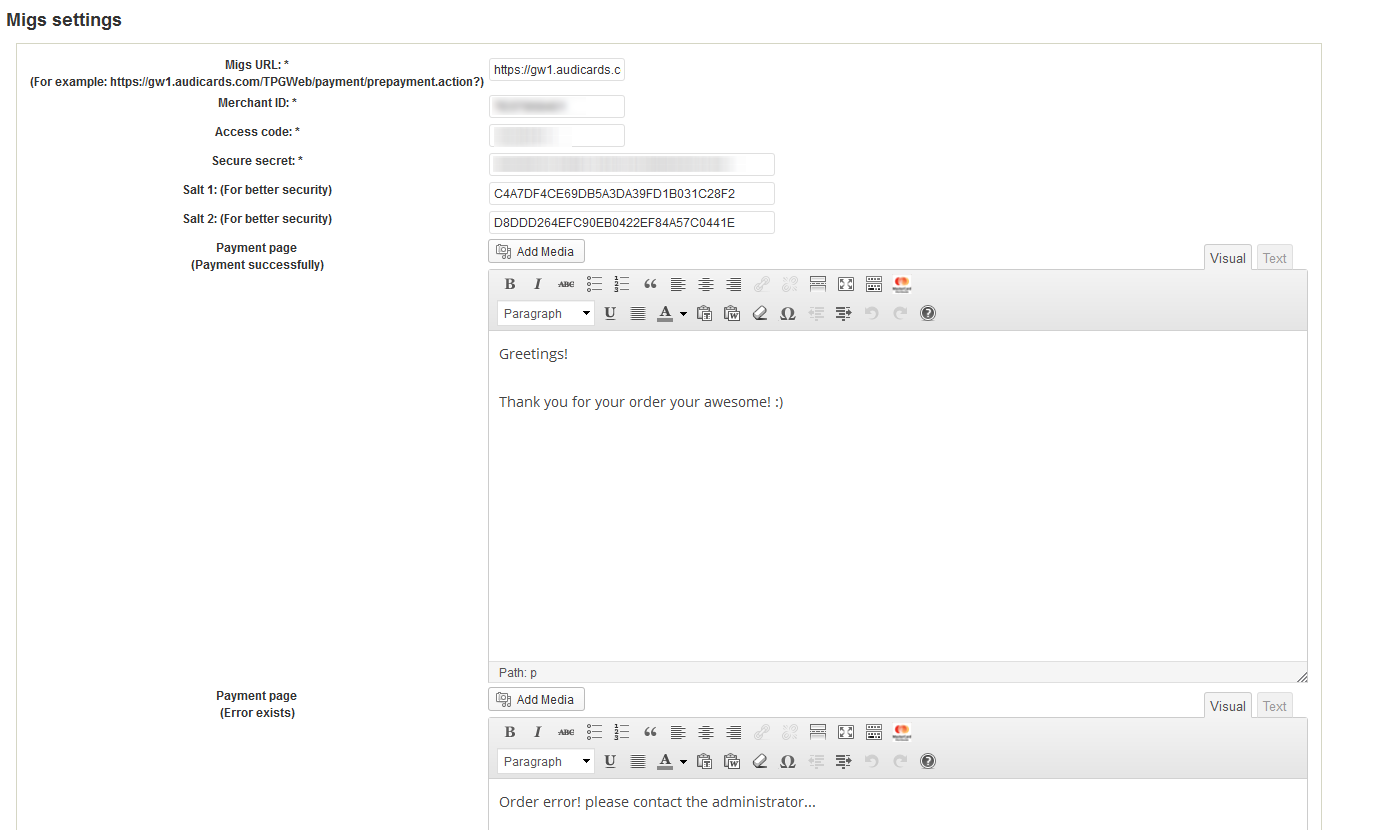 Migs settings
Migs URL: *
(For example: https://gw1.audicards.com/TPGWeb/payment/prepayment.action?)
https://gw1.audicards.c
Merchant ID: *
Access code: *
Secure secret: *
Salt 1: (For better security)
C4A7DF4CE69DB5A3DA39FD1B031C28F2
Salt 2: (For better security)
D8DDD264EFC90EB0422EF84A57C0441E
Payment page
(Payment successfully)
Add Media
Visual Text
B I ABC
Paragraph U A Ω
Greetings!
Thank you for your order your awesome! :)
Path: p
Payment page
(Error exists)
Add Media
Visual Text
B I ABC
Paragraph U A Ω
Order error! please contact the administrator...